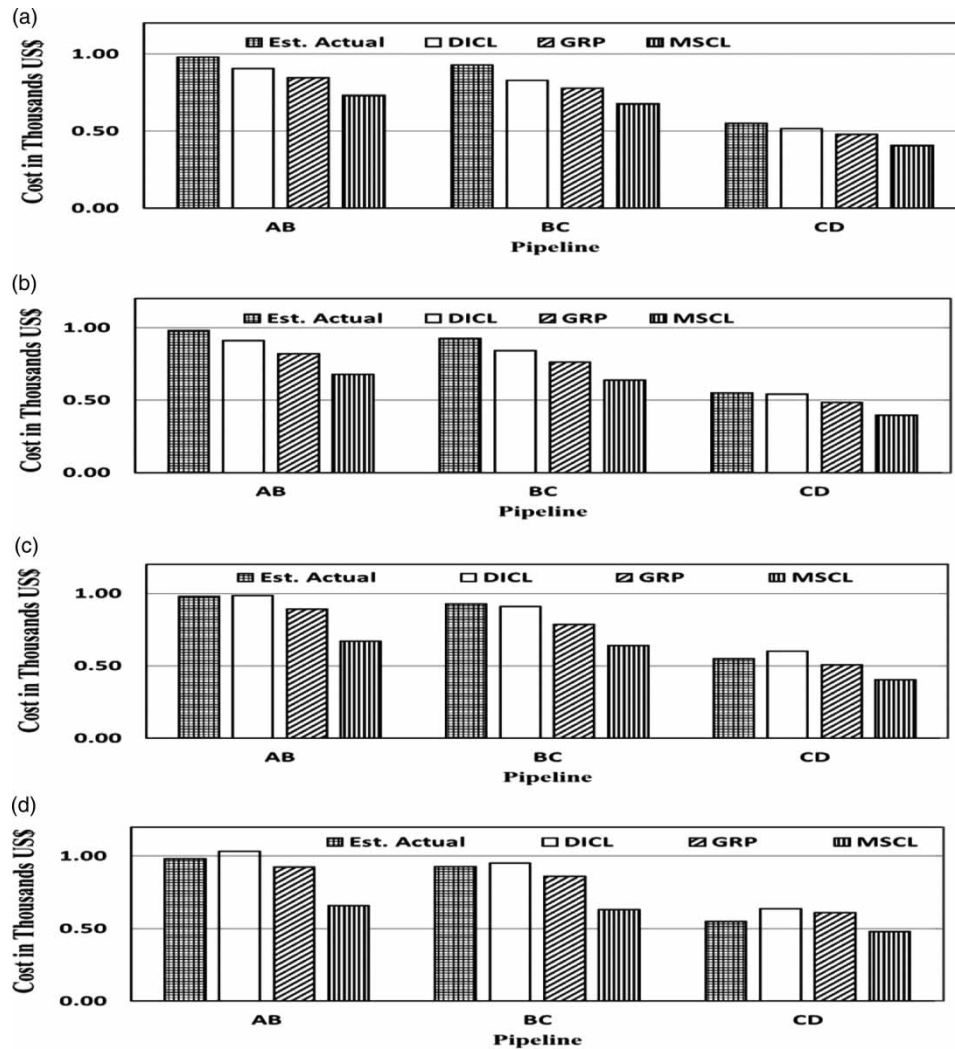 (a)
Cost in Thousands US$
1.00
0.50
0.00
Est. Actual DICL GRP MSCL
AB BC CD
Pipeline
(b)
Cost in Thousands US$
1.00
0.50
0.00
Est. Actual DICL GRP MSCL
AB BC CD
Pipeline
(c)
Cost in Thousands US$
1.00
0.50
0.00
Est. Actual DICL GRP MSCL
AB BC CD
Pipeline
(d)
Cost in Thousands US$
1.00
0.50
0.00
Est. Actual DICL GRP MSCL
AB BC CD
Pipeline